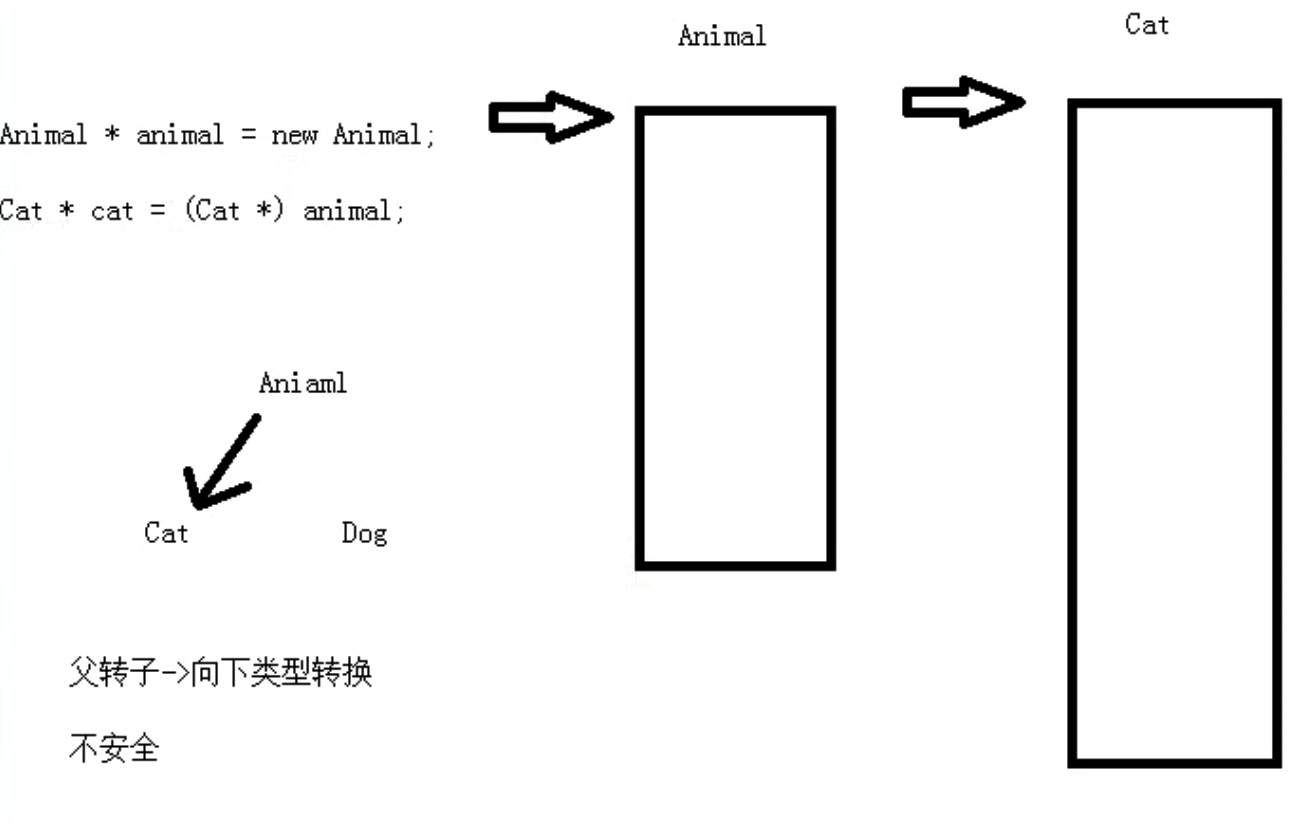 Animal
Cat
Animal * animal = new Animal;
Cat * cat = (Cat *) animal;
Aniaml
Cat
Dog
父转子->向下类型转换
不安全